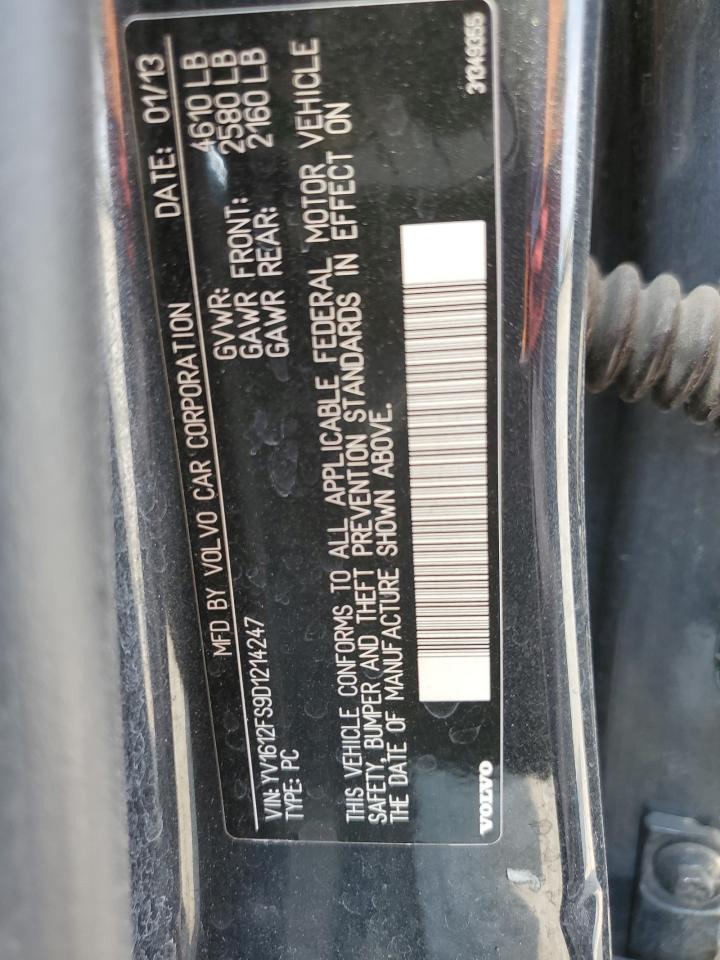 MFD BY VOLVO CAR CORPORATION DATE: 01/13
VIN: YV1612FS9D1214247 GVWR: 4610 LB
TYPE: PC GAWR FRONT: 2580 LB
GAWR REAR: 2160 LB
THIS VEHICLE CONFORMS TO ALL APPLICABLE FEDERAL MOTOR VEHICLE
SAFETY, BUMPER AND THEFT PREVENTION STANDARDS IN EFFECT ON
THE DATE OF MANUFACTURE SHOWN ABOVE.
VOLVO 31349355